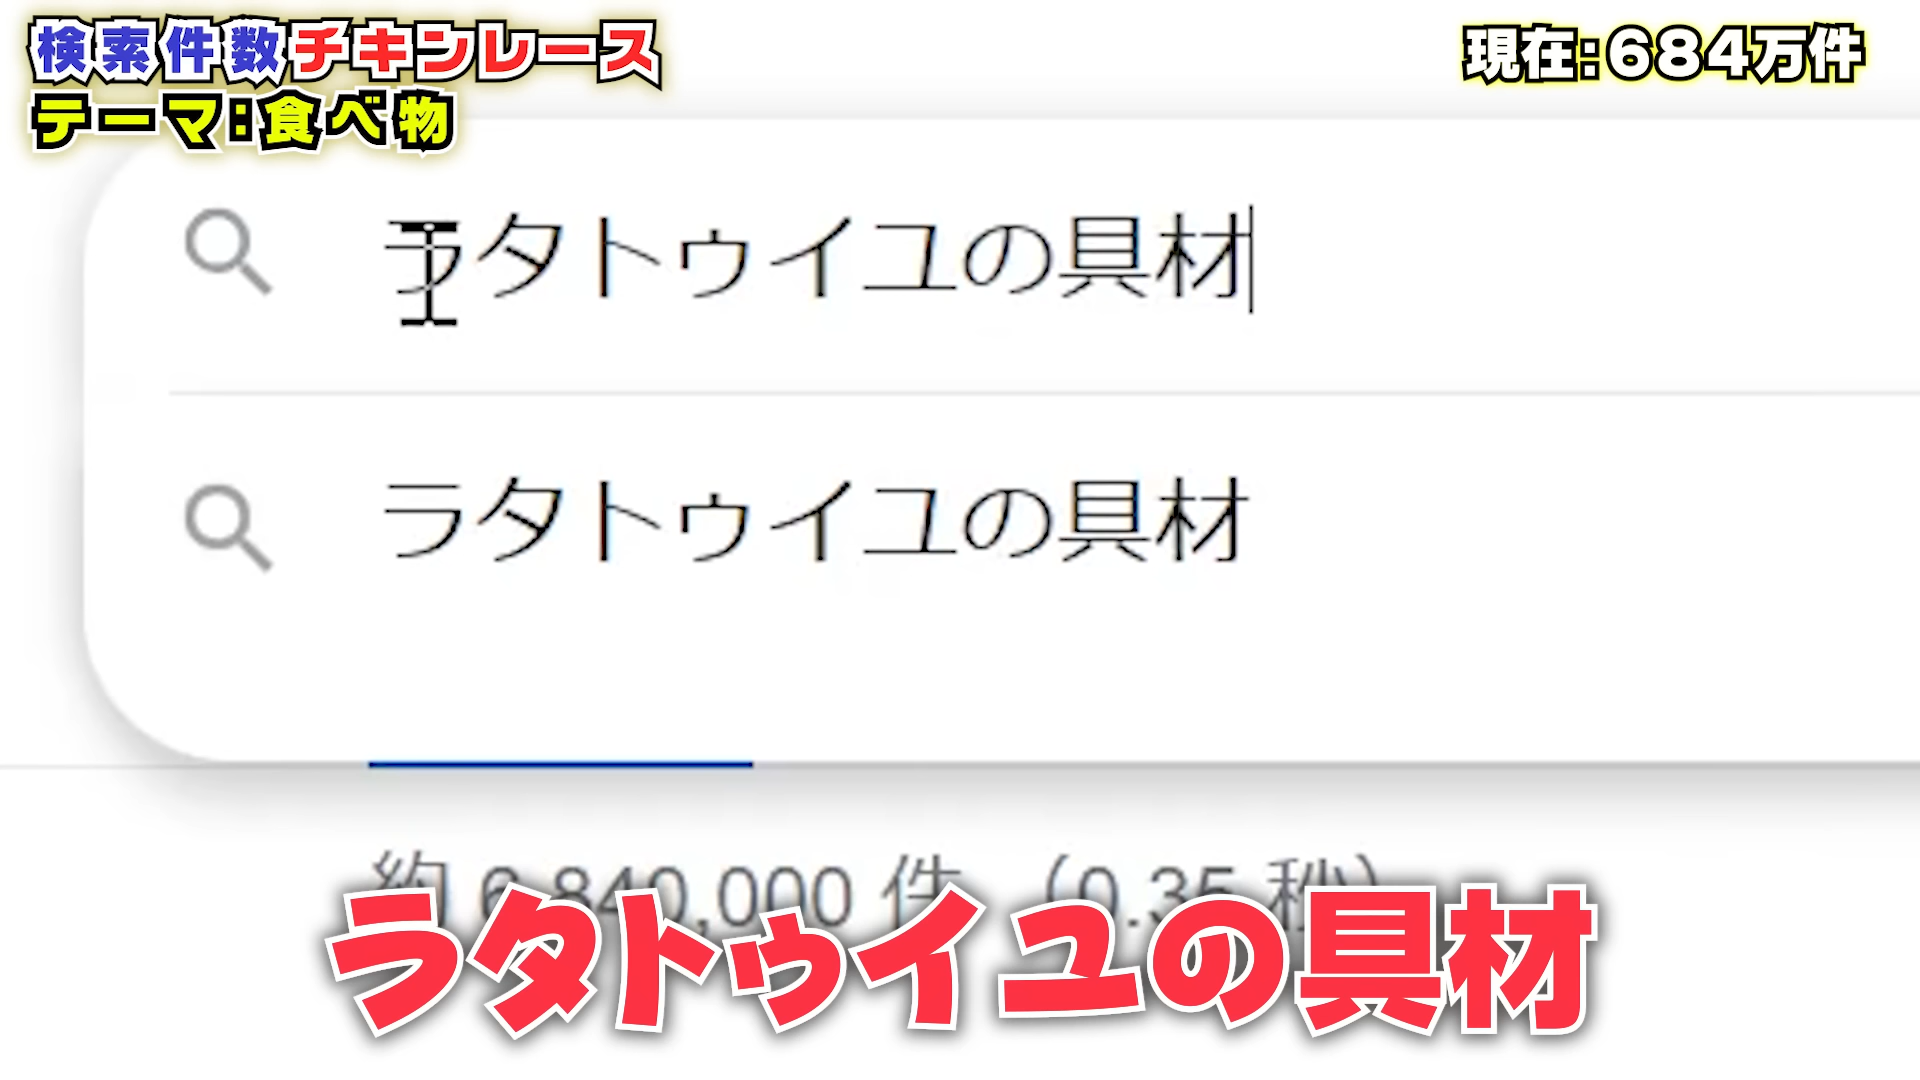 検索件数チキンレース
現在:684万件
テーマ:食べ物
ラタトゥイユの具材
ラタトゥイユの具材
約 6,840,000 件 （0.35 秒）
ラタトゥイユの具材